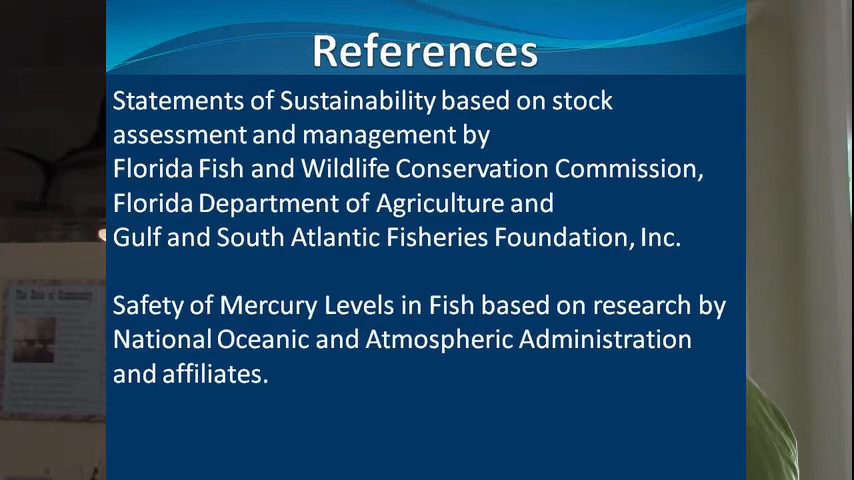 References
Statements of Sustainability based on stock
assessment and management by
Florida Fish and Wildlife Conservation Commission,
Florida Department of Agriculture and
Gulf and South Atlantic Fisheries Foundation, Inc.
Safety of Mercury Levels in Fish based on research by
National Oceanic and Atmospheric Administration
and affiliates.